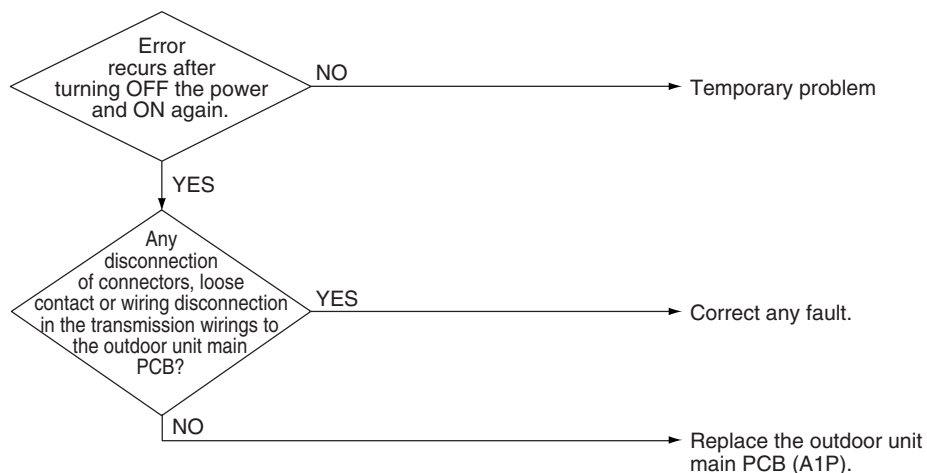 Error
recurs after
turning OFF the power
and ON again.
NO
Temporary problem
YES
Any
disconnection
of connectors, loose
contact or wiring disconnection
in the transmission wirings to
the outdoor unit main
PCB?
YES
Correct any fault.
NO
Replace the outdoor unit
main PCB (A1P).